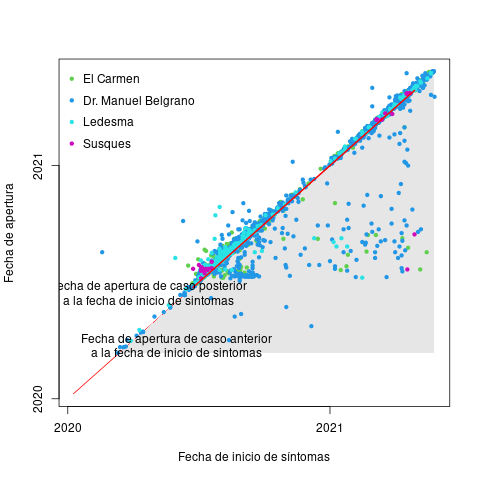 El Carmen
Dr. Manuel Belgrano
Ledesma
Susques
2021
Fecha de apertura
echa de apertura de caso posterior
a la fecha de inicio de síntomas
Fecha de apertura de caso anterior
a la fecha de inicio de síntomas
2020
2020
2021
Fecha de inicio de síntomas